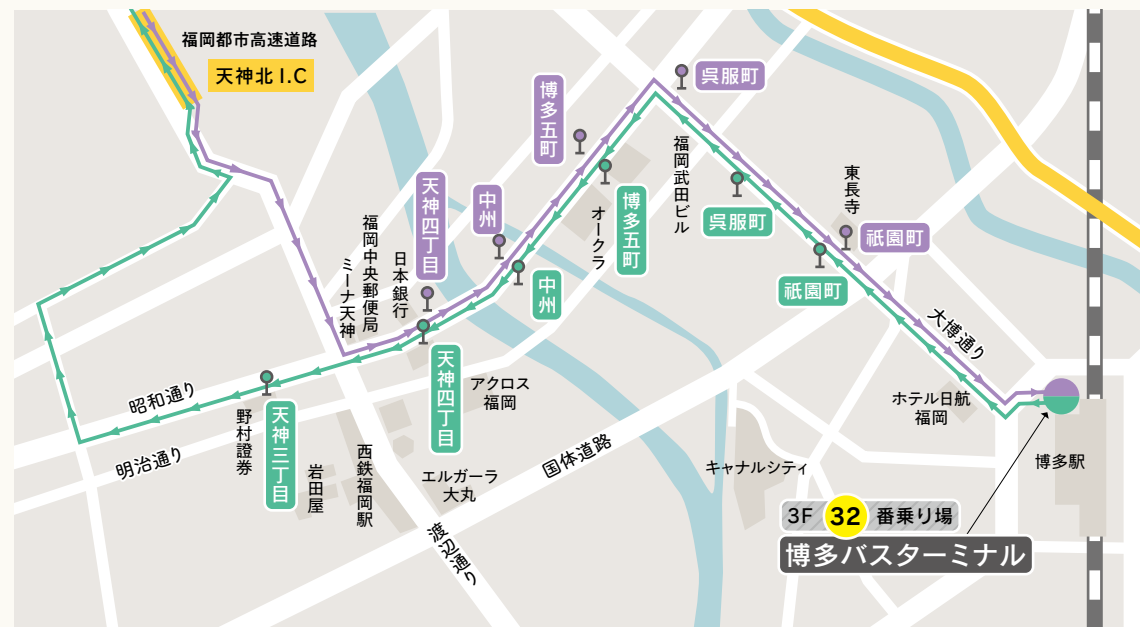 福岡都市高速道路
天神北 I.C
呉服町
博多五町
福岡武田ビル
東長寺
天神四丁目
中州
オークラ
博多五町
呉服町
祇園町
福岡中央郵便局
日本銀行
ミーナ天神
中州
祇園町
大博通り
天神四丁目
アクロス
福岡
昭和通り
野村證券
天神三丁目
ホテル日航
福岡
明治通り
岩田屋
西鉄福岡駅
エルガーラ
大丸
国体道路
キャナルシティ
博多駅
渡辺通り
3F 32 番乗り場
博多バスターミナル